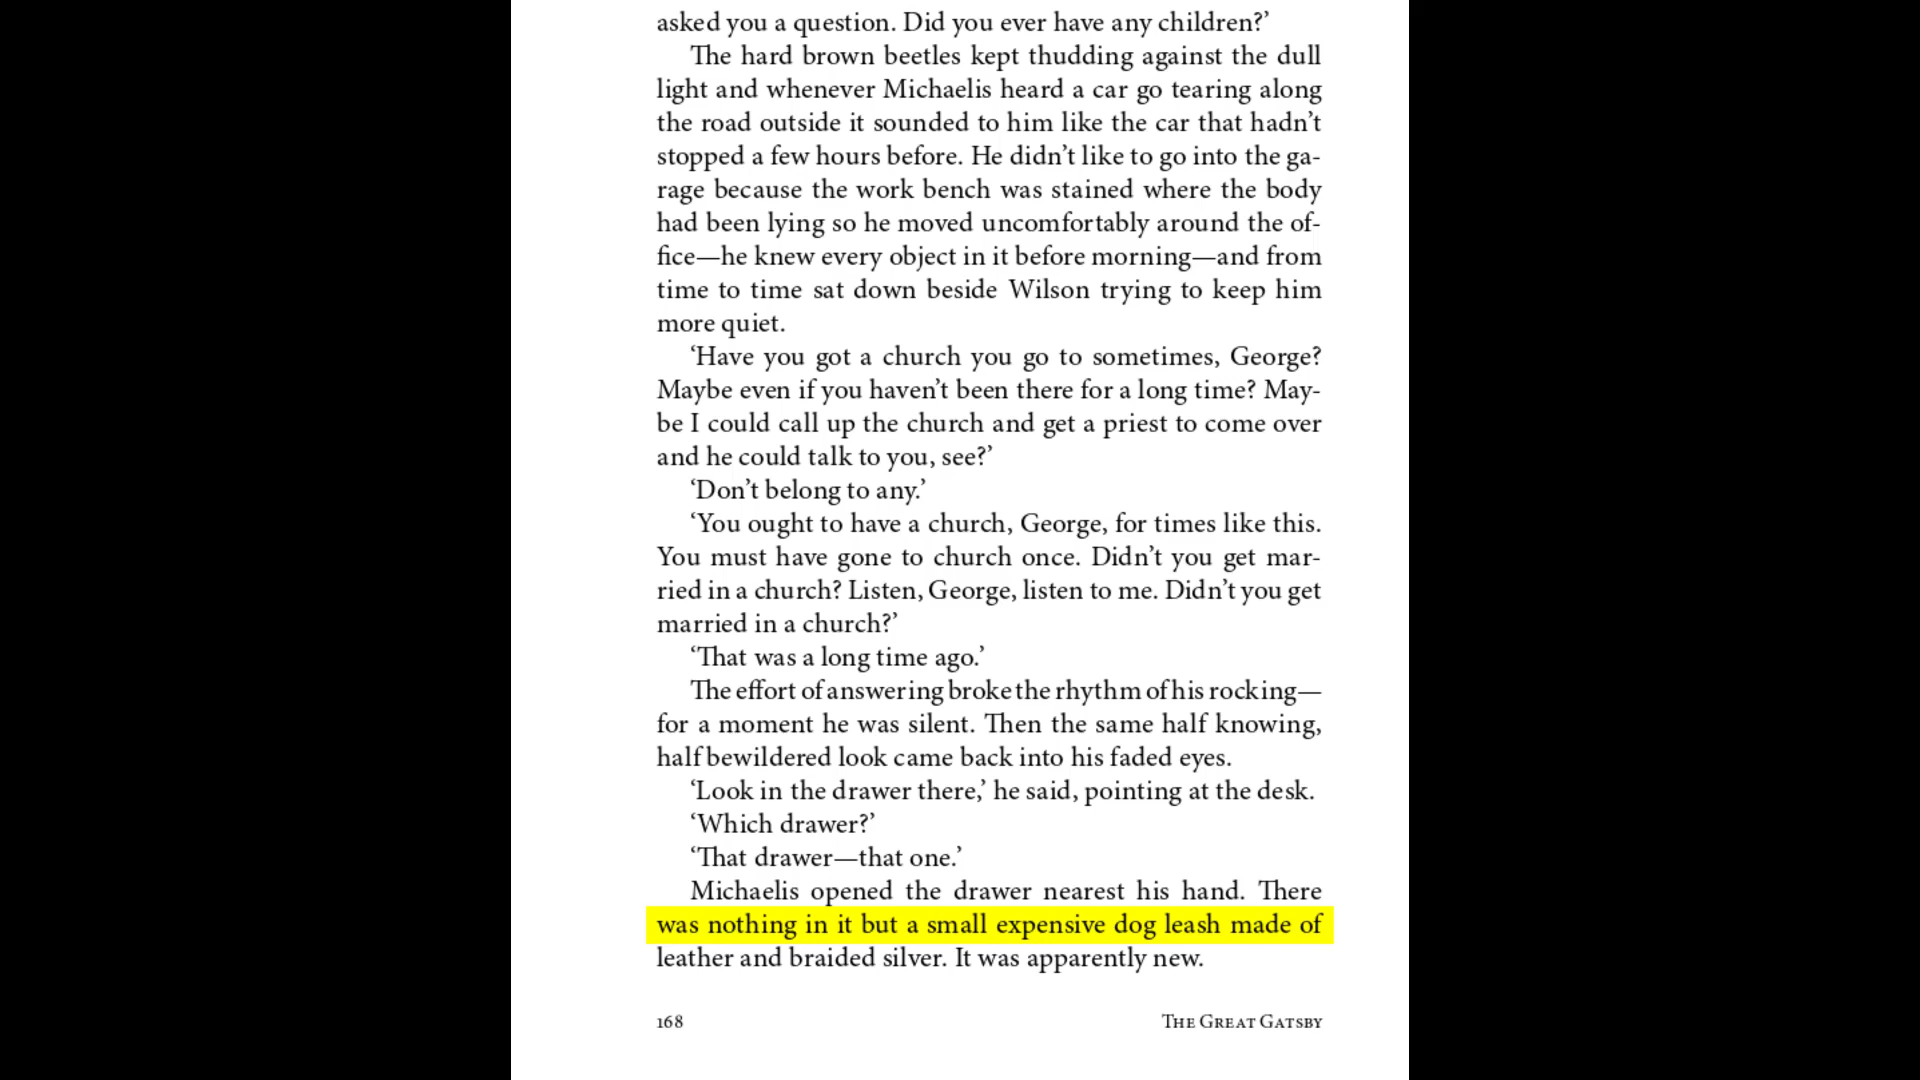 asked you a question. Did you ever have any children?’
The hard brown beetles kept thudding against the dull
light and whenever Michaelis heard a car go tearing along
the road outside it sounded to him like the car that hadn’t
stopped a few hours before. He didn’t like to go into the ga-
rage because the work bench was stained where the body
had been lying so he moved uncomfortably around the of-
fice—he knew every object in it before morning—and from
time to time sat down beside Wilson trying to keep him
more quiet.
‘Have you got a church you go to sometimes, George?
Maybe even if you haven’t been there for a long time? May-
be I could call up the church and get a priest to come over
and he could talk to you, see?’
‘Don’t belong to any.’
‘You ought to have a church, George, for times like this.
You must have gone to church once. Didn’t you get mar-
ried in a church? Listen, George, listen to me. Didn’t you get
married in a church?’
‘That was a long time ago.’
The effort of answering broke the rhythm of his rocking—
for a moment he was silent. Then the same half knowing,
half bewildered look came back into his faded eyes.
‘Look in the drawer there,’ he said, pointing at the desk.
‘Which drawer?’
‘That drawer—that one.’
Michaelis opened the drawer nearest his hand. There
was nothing in it but a small expensive dog leash made of
leather and braided silver. It was apparently new.
168 The Great Gatsby